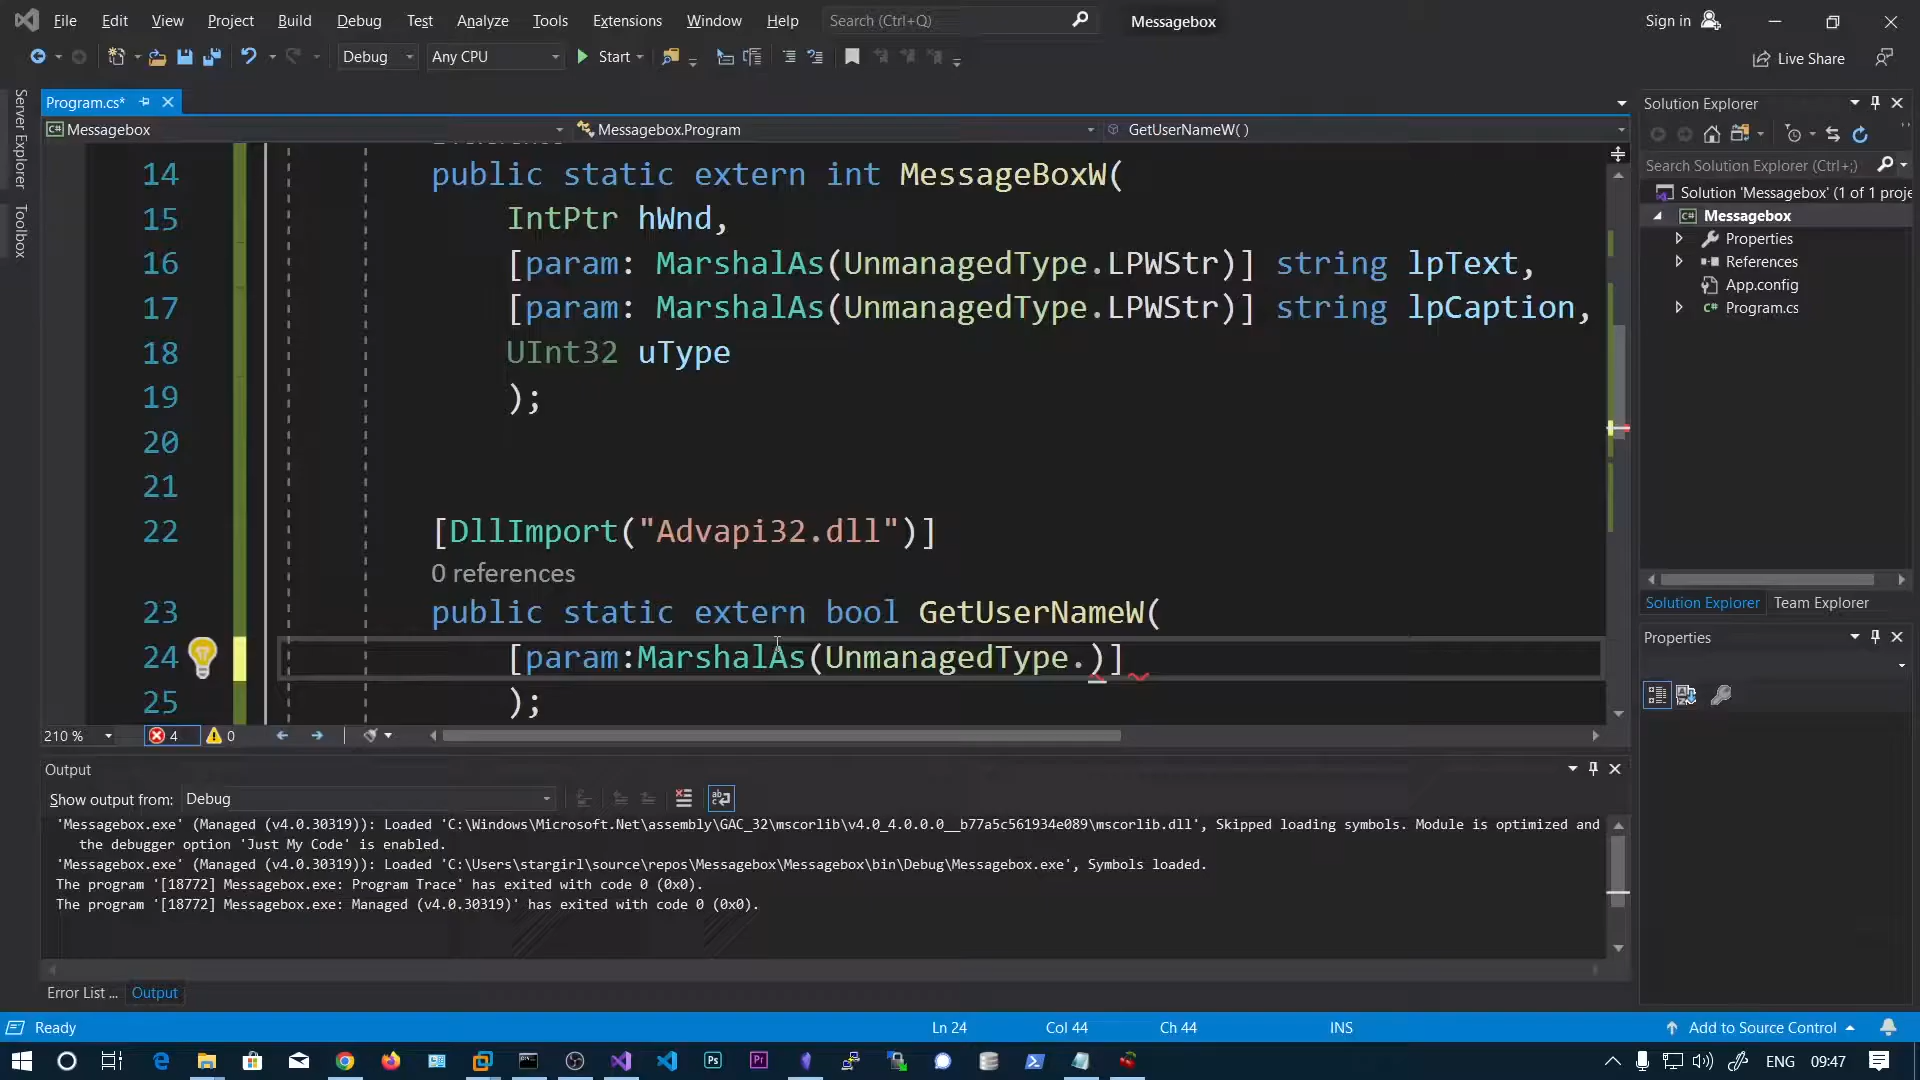 File Edit View Project Build Debug Test Analyze Tools Extensions Window Help Search (Ctrl+Q) Messagebox Sign in
Debug Any CPU Start Live Share
Server Explorer
Toolbox
Program.cs*
Messagebox Messagebox.Program GetUserNameW( )
14 public static extern int MessageBoxW(
15 IntPtr hWnd,
16 [param: MarshalAs(UnmanagedType.LPWStr)] string lpText,
17 [param: MarshalAs(UnmanagedType.LPWStr)] string lpCaption,
18 UInt32 uType
19 );
20
21
22 [DllImport("Advapi32.dll")]
0 references
23 public static extern bool GetUserNameW(
24 [param:MarshalAs(UnmanagedType.)]
25 );
210 % 4 0
Output
Show output from: Debug
'Messagebox.exe' (Managed (v4.0.30319)): Loaded 'C:\Windows\Microsoft.Net\assembly\GAC_32\mscorlib\v4.0_4.0.0.0__b77a5c561934e089\mscorlib.dll', Skipped loading symbols. Module is optimized and
the debugger option 'Just My Code' is enabled.
'Messagebox.exe' (Managed (v4.0.30319)): Loaded 'C:\Users\stargirl\source\repos\Messagebox\Messagebox\bin\Debug\Messagebox.exe', Symbols loaded.
The program '[18772] Messagebox.exe: Program Trace' has exited with code 0 (0x0).
The program '[18772] Messagebox.exe: Managed (v4.0.30319)' has exited with code 0 (0x0).
Error List ... Output
Solution Explorer
Search Solution Explorer (Ctrl+;)
Solution 'Messagebox' (1 of 1 proje
Messagebox
Properties
References
App.config
Program.cs
Solution Explorer Team Explorer
Properties
Ready Ln 24 Col 44 Ch 44 INS Add to Source Control
ENG 09:47